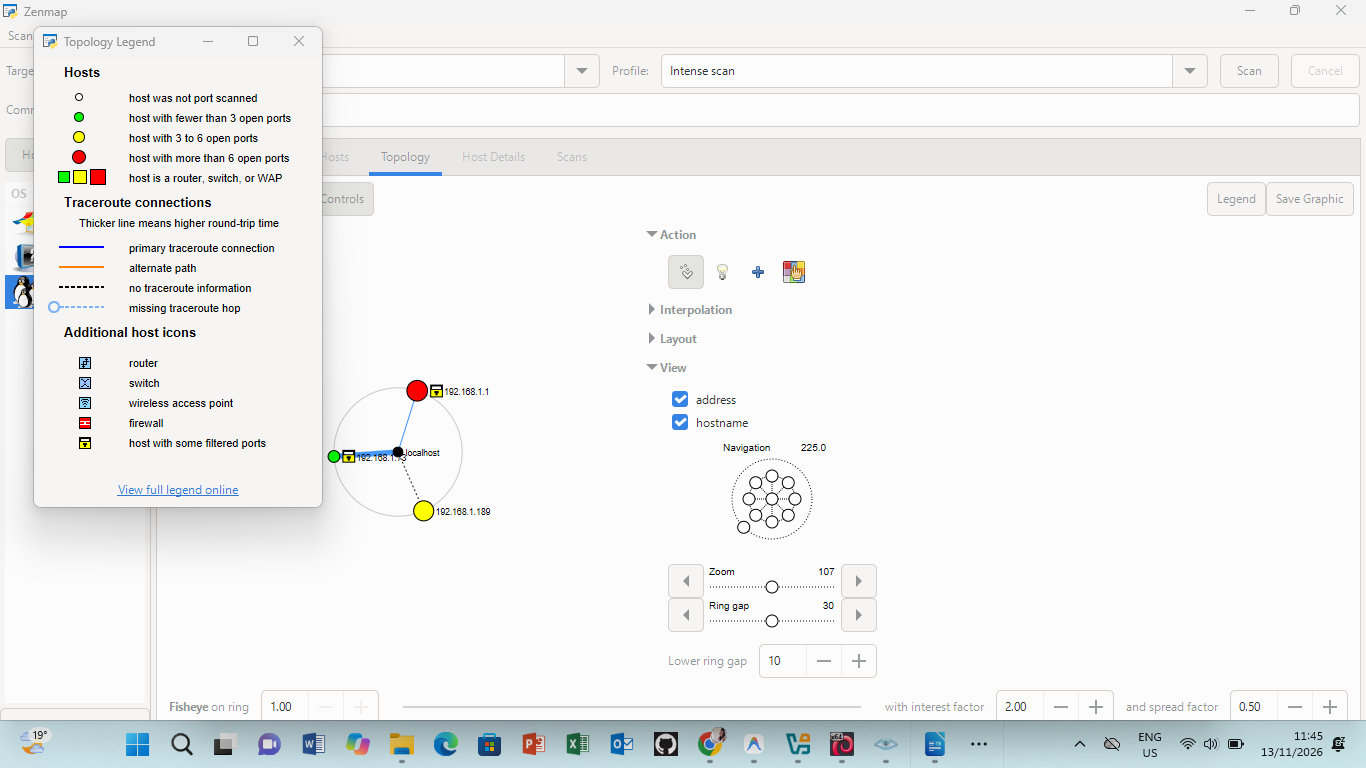 Zenmap
Scan
Topology Legend
Hosts
host was not port scanned
host with fewer than 3 open ports
host with 3 to 6 open ports
host with more than 6 open ports
host is a router, switch, or WAP
Traceroute connections
Thicker line means higher round-trip time
primary traceroute connection
alternate path
no traceroute information
missing traceroute hop
Additional host icons
router
switch
wireless access point
firewall
host with some filtered ports
View full legend online
Targe
Profile: Intense scan
Scan
Cancel
Comm
Ho
OS
Hosts
Topology
Host Details
Scans
Controls
Legend
Save Graphic
Action
Interpolation
Layout
View
address
hostname
Navigation 225.0
Zoom 107
Ring gap 30
Lower ring gap 10
192.168.1.1
localhost
192.168.1.189
Fisheye on ring 1.00
with interest factor 2.00
and spread factor 0.50
19°
ENG
US
11:45
13/11/2026